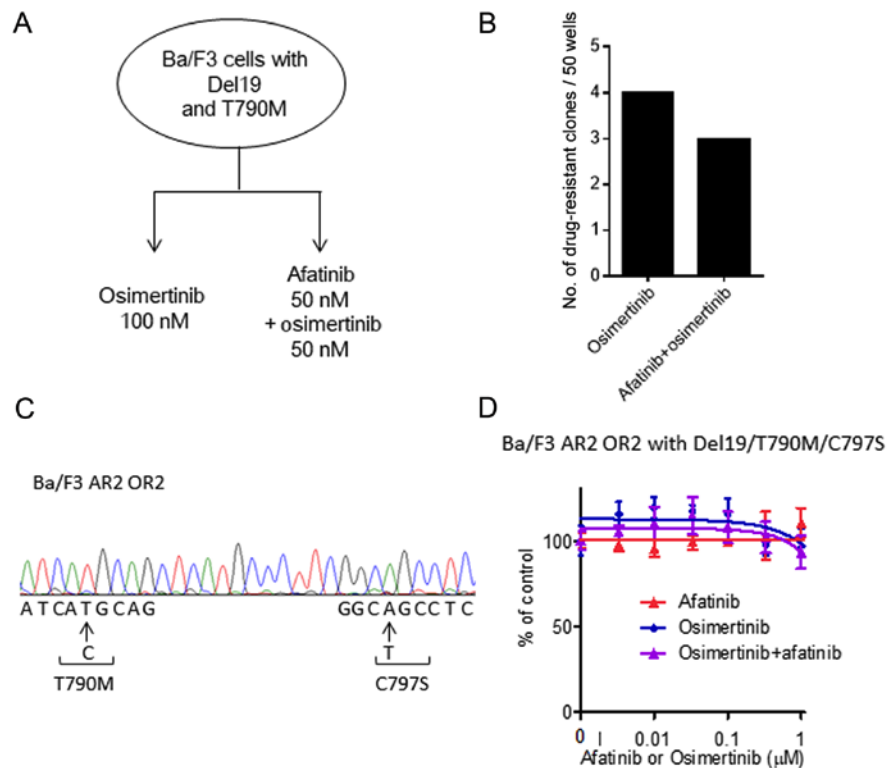 A
Ba/F3 cells with
Del19
and T790M
Osimertinib
100 nM
Afatinib
50 nM
+ osimertinib
50 nM
B
No. of drug-resistant clones / 50 wells
5
4
3
2
1
0
Osimertinib
Afatinib+osimertinib
C
Ba/F3 AR2 OR2
ATCATGCAG GGCAGCCTC
C T
T790M C797S
D
Ba/F3 AR2 OR2 with Del19/T790M/C797S
% of control
100
50
0
Afatinib
Osimertinib
Osimertinib+afatinib
0 0.01 0.1 1
Afatinib or Osimertinib (μM)